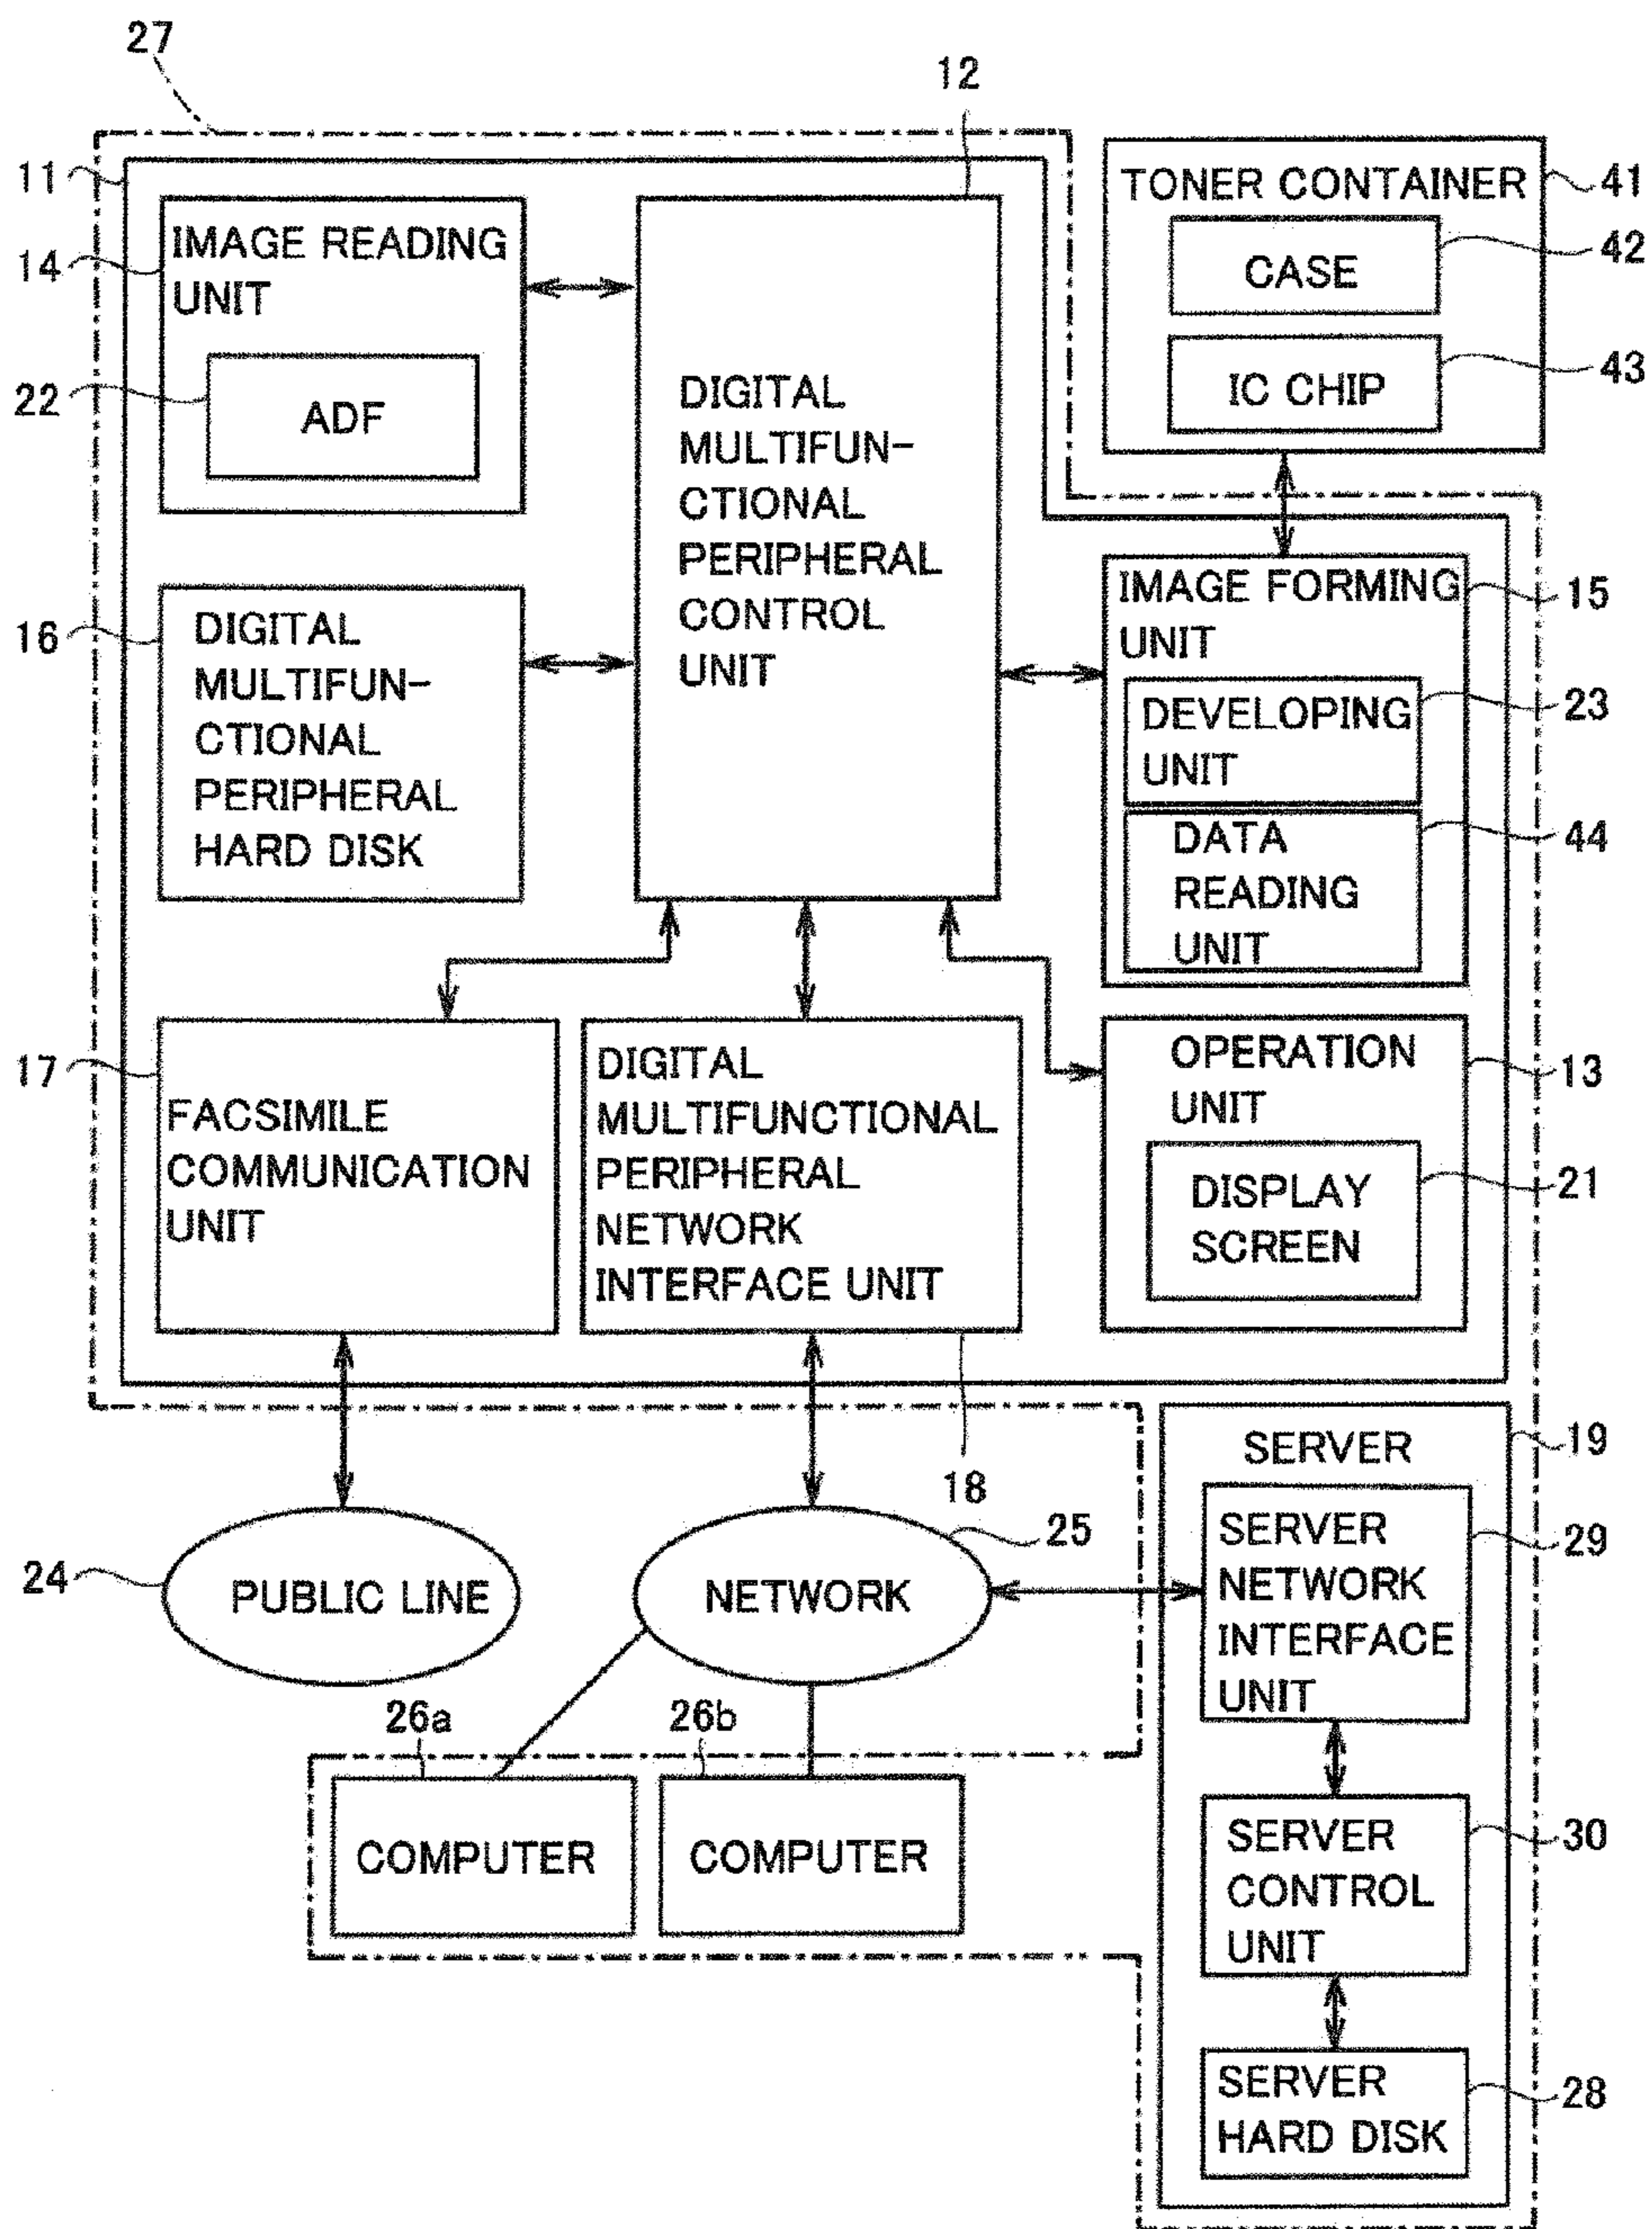 27
12
11
TONER CONTAINER
41
CASE
42
IC CHIP
43
14
IMAGE READING
UNIT
22
ADF
DIGITAL
MULTIFUN-
CTIONAL
PERIPHERAL
CONTROL
UNIT
16
DIGITAL
MULTIFUN-
CTIONAL
PERIPHERAL
HARD DISK
IMAGE FORMING
UNIT
15
DEVELOPING
UNIT
23
DATA
READING
UNIT
44
17
FACSIMILE
COMMUNICATION
UNIT
DIGITAL
MULTIFUNCTIONAL
PERIPHERAL
NETWORK
INTERFACE UNIT
OPERATION
UNIT
13
DISPLAY
SCREEN
21
18
24
PUBLIC LINE
25
NETWORK
SERVER
19
SERVER
NETWORK
INTERFACE
UNIT
29
26a
26b
COMPUTER
COMPUTER
SERVER
CONTROL
UNIT
30
SERVER
HARD DISK
28